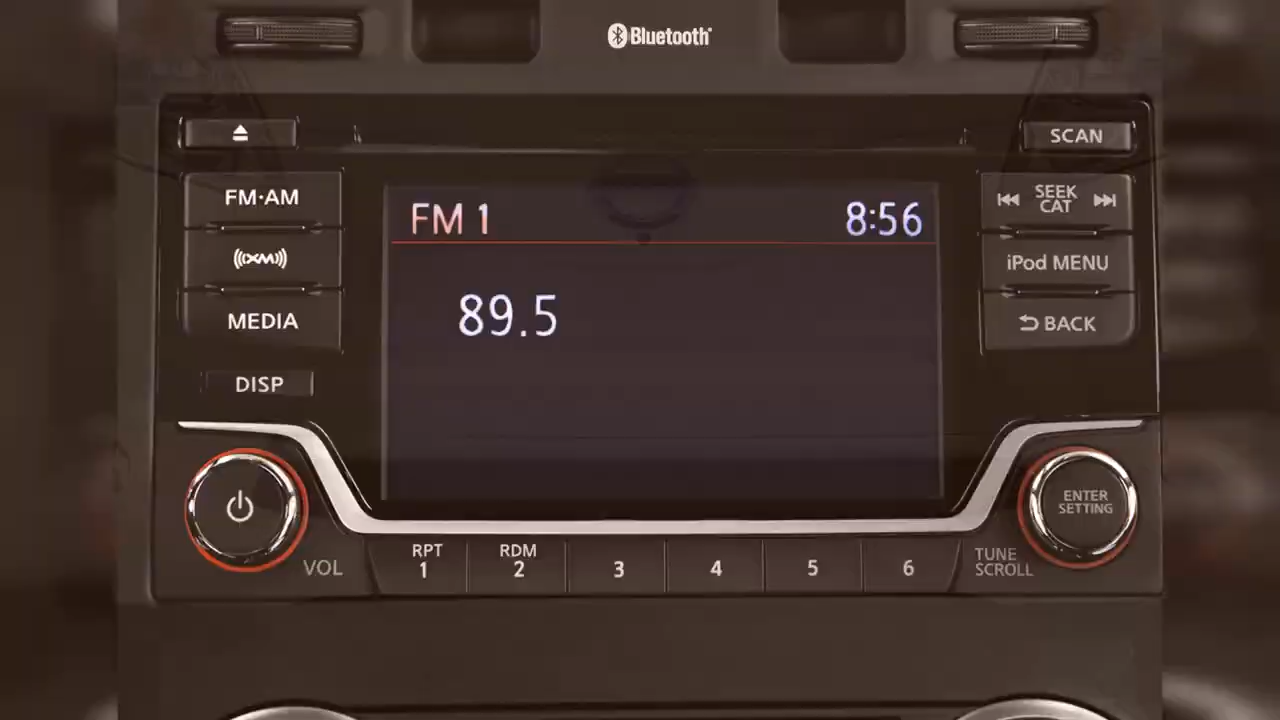 Bluetooth
SCAN
FM·AM
SEEK
CAT
FM 1
8:56
XM
iPod MENU
89.5
MEDIA
BACK
DISP
ENTER
SETTING
VOL
RPT
1
RDM
2
3
4
5
6
TUNE
SCROLL